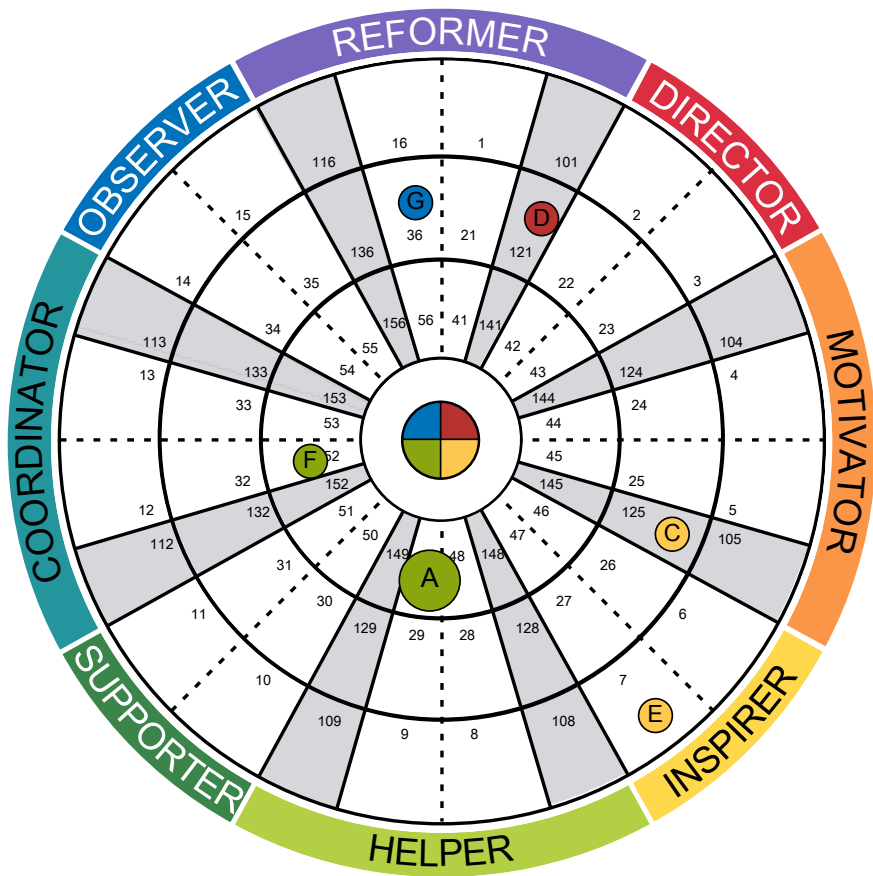 REFORMER
OBSERVER
DIRECTOR
COORDINATOR
MOTIVATOR
SUPPORTER
INSPIRER
HELPER
16 1
116 101
G
15 D 2
36 21
136 121
14 35 22 3
156 56 41 141
34 23
113 55 42 104
13 133 54 43 124 4
33 153 144 24
53 44
F 52 45
32 152 145 25
12 132 51 46 125 5
50 47 C
112 149 48 148 105
31 A 26
11 30 27 6
129 29 28 128
10 7
109 9 8 108
E